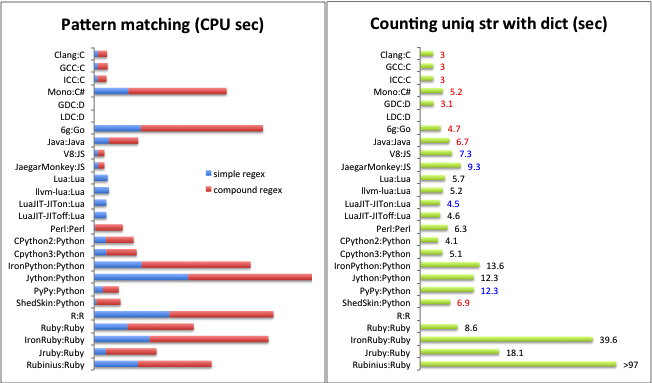 Pattern matching (CPU sec)
Clang:C
GCC:C
ICC:C
Mono:C#
GDC:D
LDC:D
6g:Go
Java:Java
V8:JS
JaegarMonkey:JS
Lua:Lua
llvm-lua:Lua
LuaJIT-JITon:Lua
LuaJIT-JIToff:Lua
Perl:Perl
CPython2:Python
Cpython3:Python
IronPython:Python
Jython:Python
PyPy:Python
ShedSkin:Python
R:R
Ruby:Ruby
IronRuby:Ruby
Jruby:Ruby
Rubinius:Ruby
simple regex
compound regex
Counting uniq str with dict (sec)
Clang:C 3
GCC:C 3
ICC:C 3
Mono:C# 5.2
GDC:D 3.1
LDC:D
6g:Go 4.7
Java:Java 6.7
V8:JS 7.3
JaegarMonkey:JS 9.3
Lua:Lua 5.7
llvm-lua:Lua 5.2
LuaJIT-JITon:Lua 4.5
LuaJIT-JIToff:Lua 4.6
Perl:Perl 6.3
CPython2:Python 4.1
Cpython3:Python 5.1
IronPython:Python 13.6
Jython:Python 12.3
PyPy:Python 12.3
ShedSkin:Python 6.9
R:R
Ruby:Ruby 8.6
IronRuby:Ruby 39.6
Jruby:Ruby 18.1
Rubinius:Ruby >97